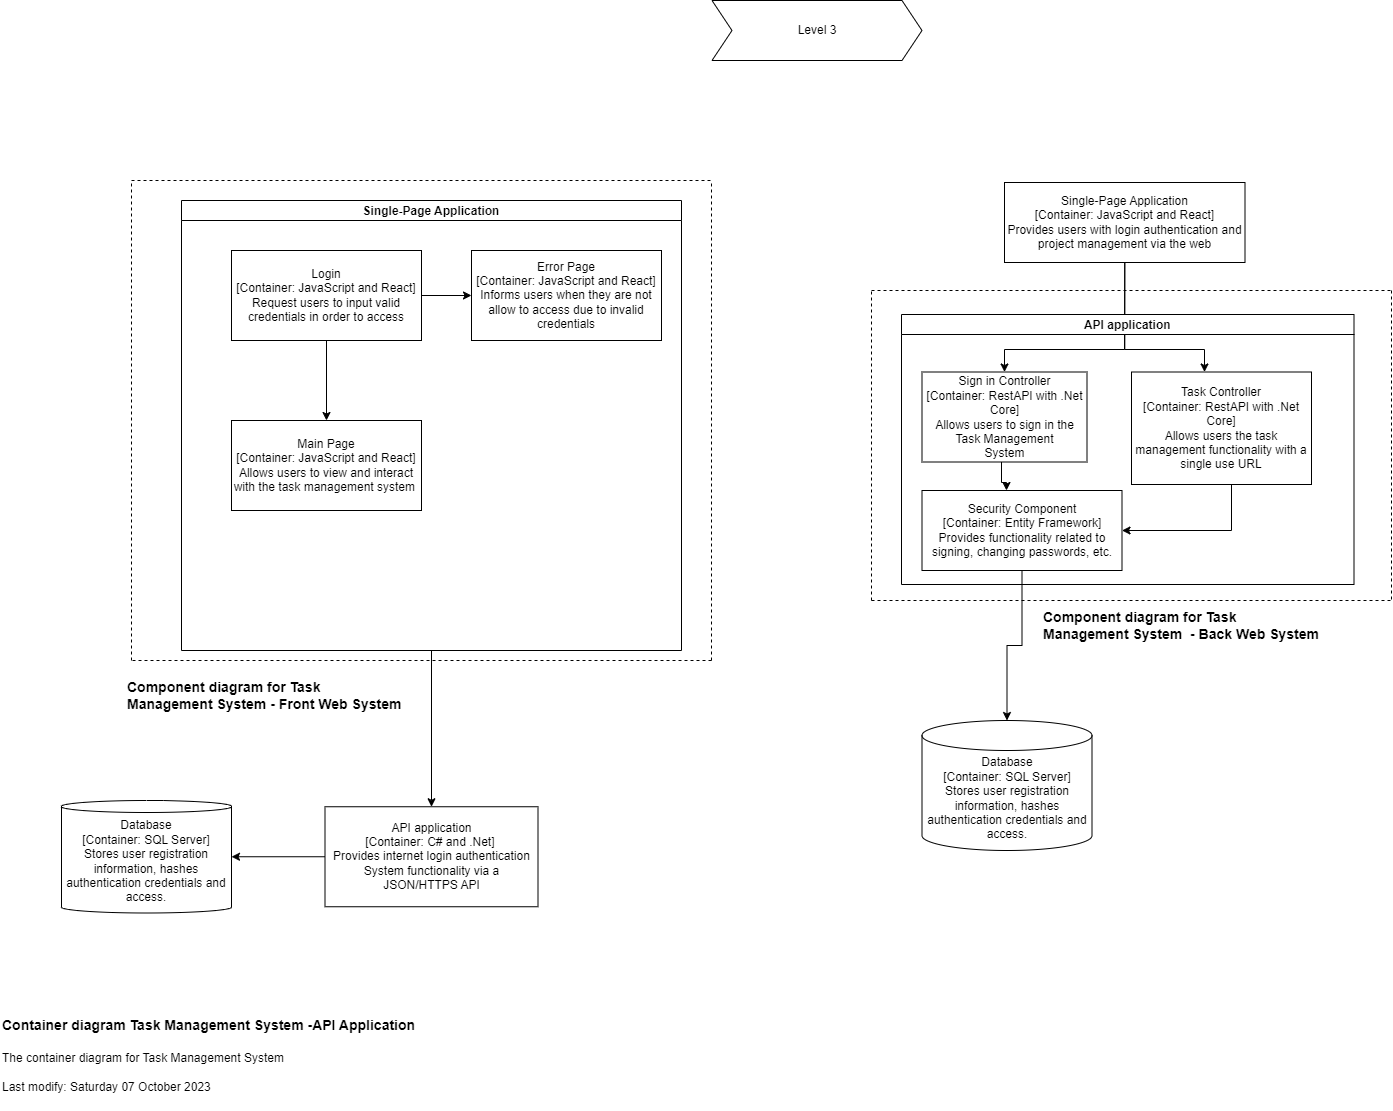 Level 3
Single-Page Application
Login
[Container: JavaScript and React]
Request users to input valid
credentials in order to access
Error Page
[Container: JavaScript and React]
Informs users when they are not
allow to access due to invalid
credentials
Main Page
[Container: JavaScript and React]
Allows users to view and interact
with the task management system
Component diagram for Task
Management System - Front Web System
Database
[Container: SQL Server]
Stores user registration
information, hashes
authentication credentials and
access.
API application
[Container: C# and .Net]
Provides internet login authentication
System functionality via a
JSON/HTTPS API
Single-Page Application
[Container: JavaScript and React]
Provides users with login authentication and
project management via the web
API application
Sign in Controller
[Container: RestAPI with .Net
Core]
Allows users to sign in the
Task Management
System
Task Controller
[Container: RestAPI with .Net
Core]
Allows users the task
management functionality with a
single use URL
Security Component
[Container: Entity Framework]
Provides functionality related to
signing, changing passwords, etc.
Component diagram for Task
Management System  - Back Web System
Database
[Container: SQL Server]
Stores user registration
information, hashes
authentication credentials and
access.
Container diagram Task Management System -API Application
The container diagram for Task Management System
Last modify: Saturday 07 October 2023